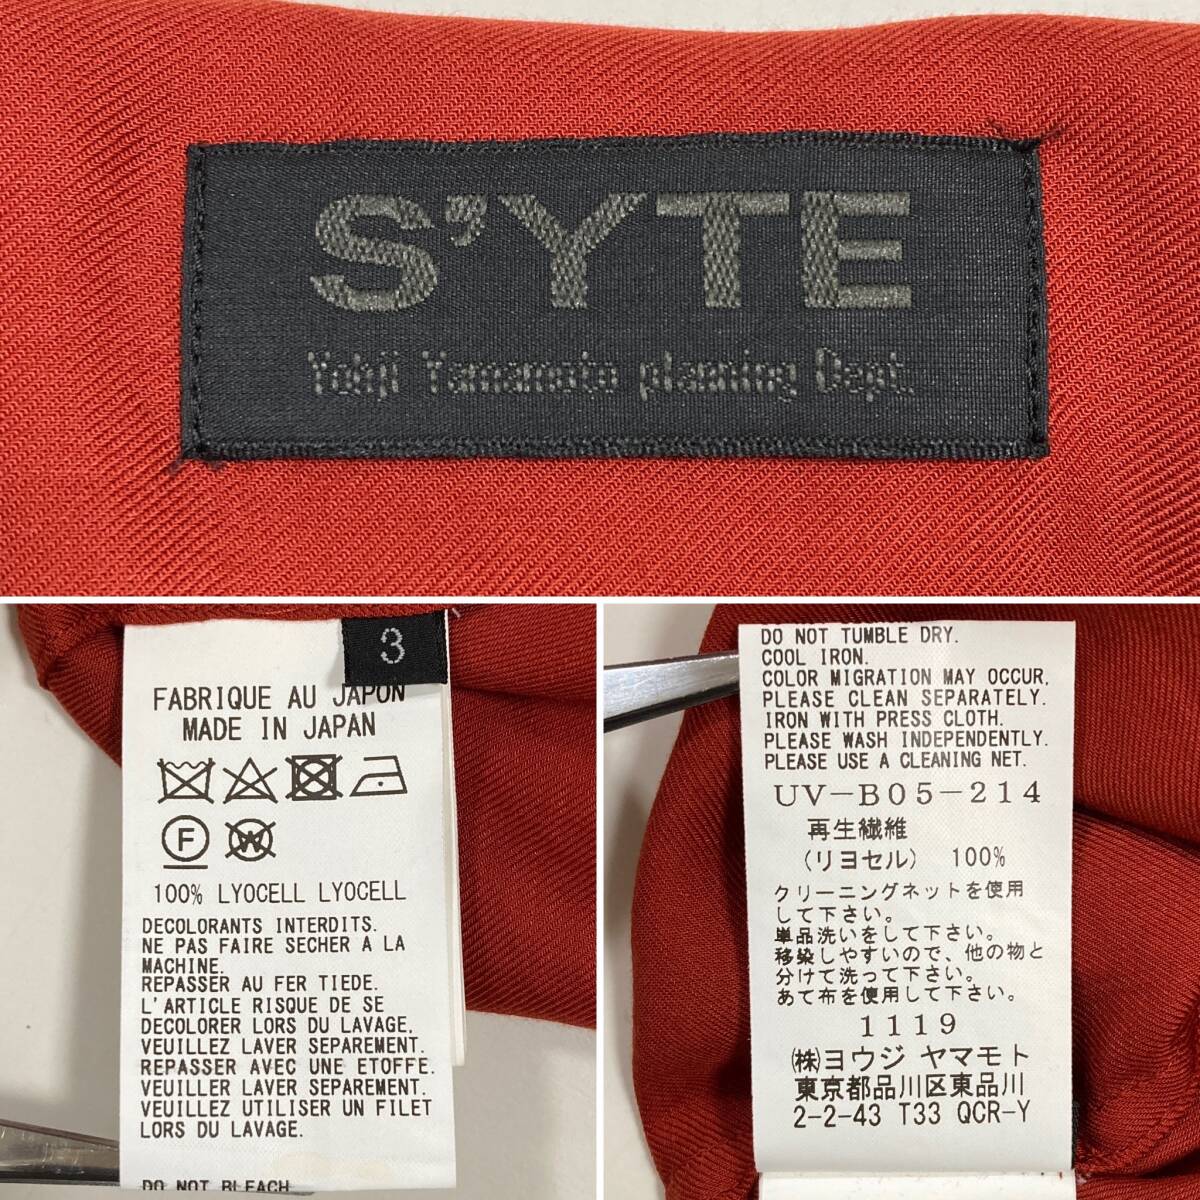 S'YTE
Yohji Yamamoto planning Dept.
3
FABRIQUE AU JAPON
MADE IN JAPAN
F W
100% LYOCELL LYOCELL
DECOLORANTS INTERDITS.
NE PAS FAIRE SECHER A LA
MACHINE.
REPASSER AU FER TIEDE.
L'ARTICLE RISQUE DE SE
DECOLORER LORS DU LAVAGE,
VEUILLEZ LAVER SEPAREMENT.
REPASSER AVEC UNE ETOFFE.
VEUILLER LAVER SEPAREMENT.
VEUILLEZ UTILISER UN FILET
LORS DU LAVAGE.
DO NOT BLEACH
DO NOT TUMBLE DRY.
COOL IRON.
COLOR MIGRATION MAY OCCUR,
PLEASE CLEAN SEPARATELY.
IRON WITH PRESS CLOTH.
PLEASE WASH INDEPENDENTLY.
PLEASE USE A CLEANING NET.
UV-B05-214
再生繊維
(リヨセル) 100%
クリーニングネットを使用
して下さい。
単品洗いをして下さい。
移染しやすいので、他の物と
分けて洗って下さい。
あて布を使用して下さい。
1119
㈱ヨウジ ヤマモト
東京都品川区東品川
2-2-43 T33 QCR-Y